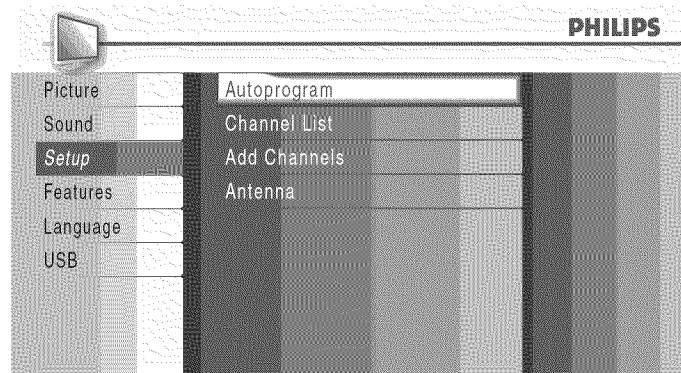 PHILIPS
Picture
Sound
Setup
Features
Language
USB
Autoprogram
Channel List
Add Channels
Antenna